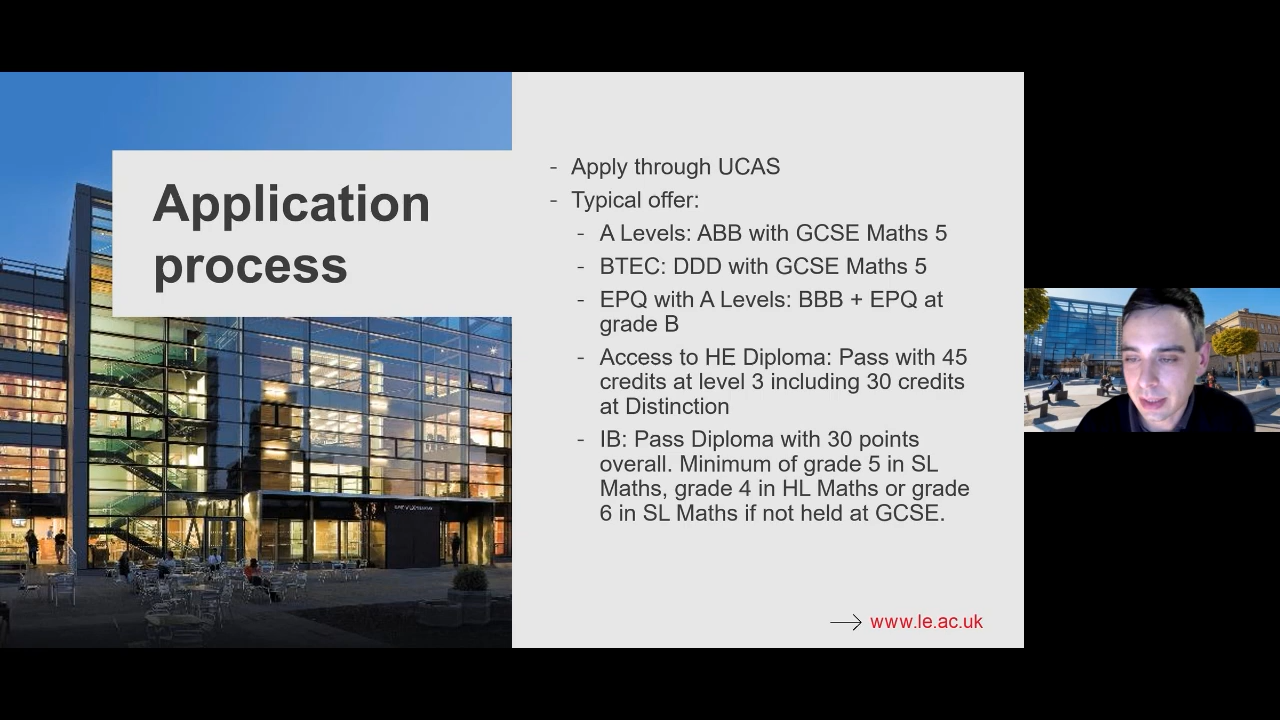 Application
process
- Apply through UCAS
- Typical offer:
- A Levels: ABB with GCSE Maths 5
- BTEC: DDD with GCSE Maths 5
- EPQ with A Levels: BBB + EPQ at
grade B
- Access to HE Diploma: Pass with 45
credits at level 3 including 30 credits
at Distinction
- IB: Pass Diploma with 30 points
overall. Minimum of grade 5 in SL
Maths, grade 4 in HL Maths or grade
6 in SL Maths if not held at GCSE.
www.le.ac.uk